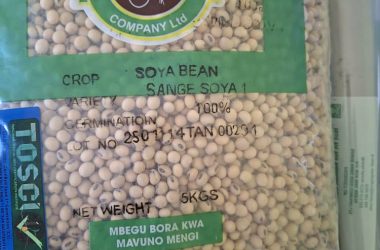 COMPANY Ltd
CROP SOYA BEAN
VARIETY SANGE SOYA 1
GERMINATION 100%
LOT NO 2501114TAN 00291
NET WEIGHT 5KGS
TOSCI
MBEGU BORA KWA
MAVUNO MENGI